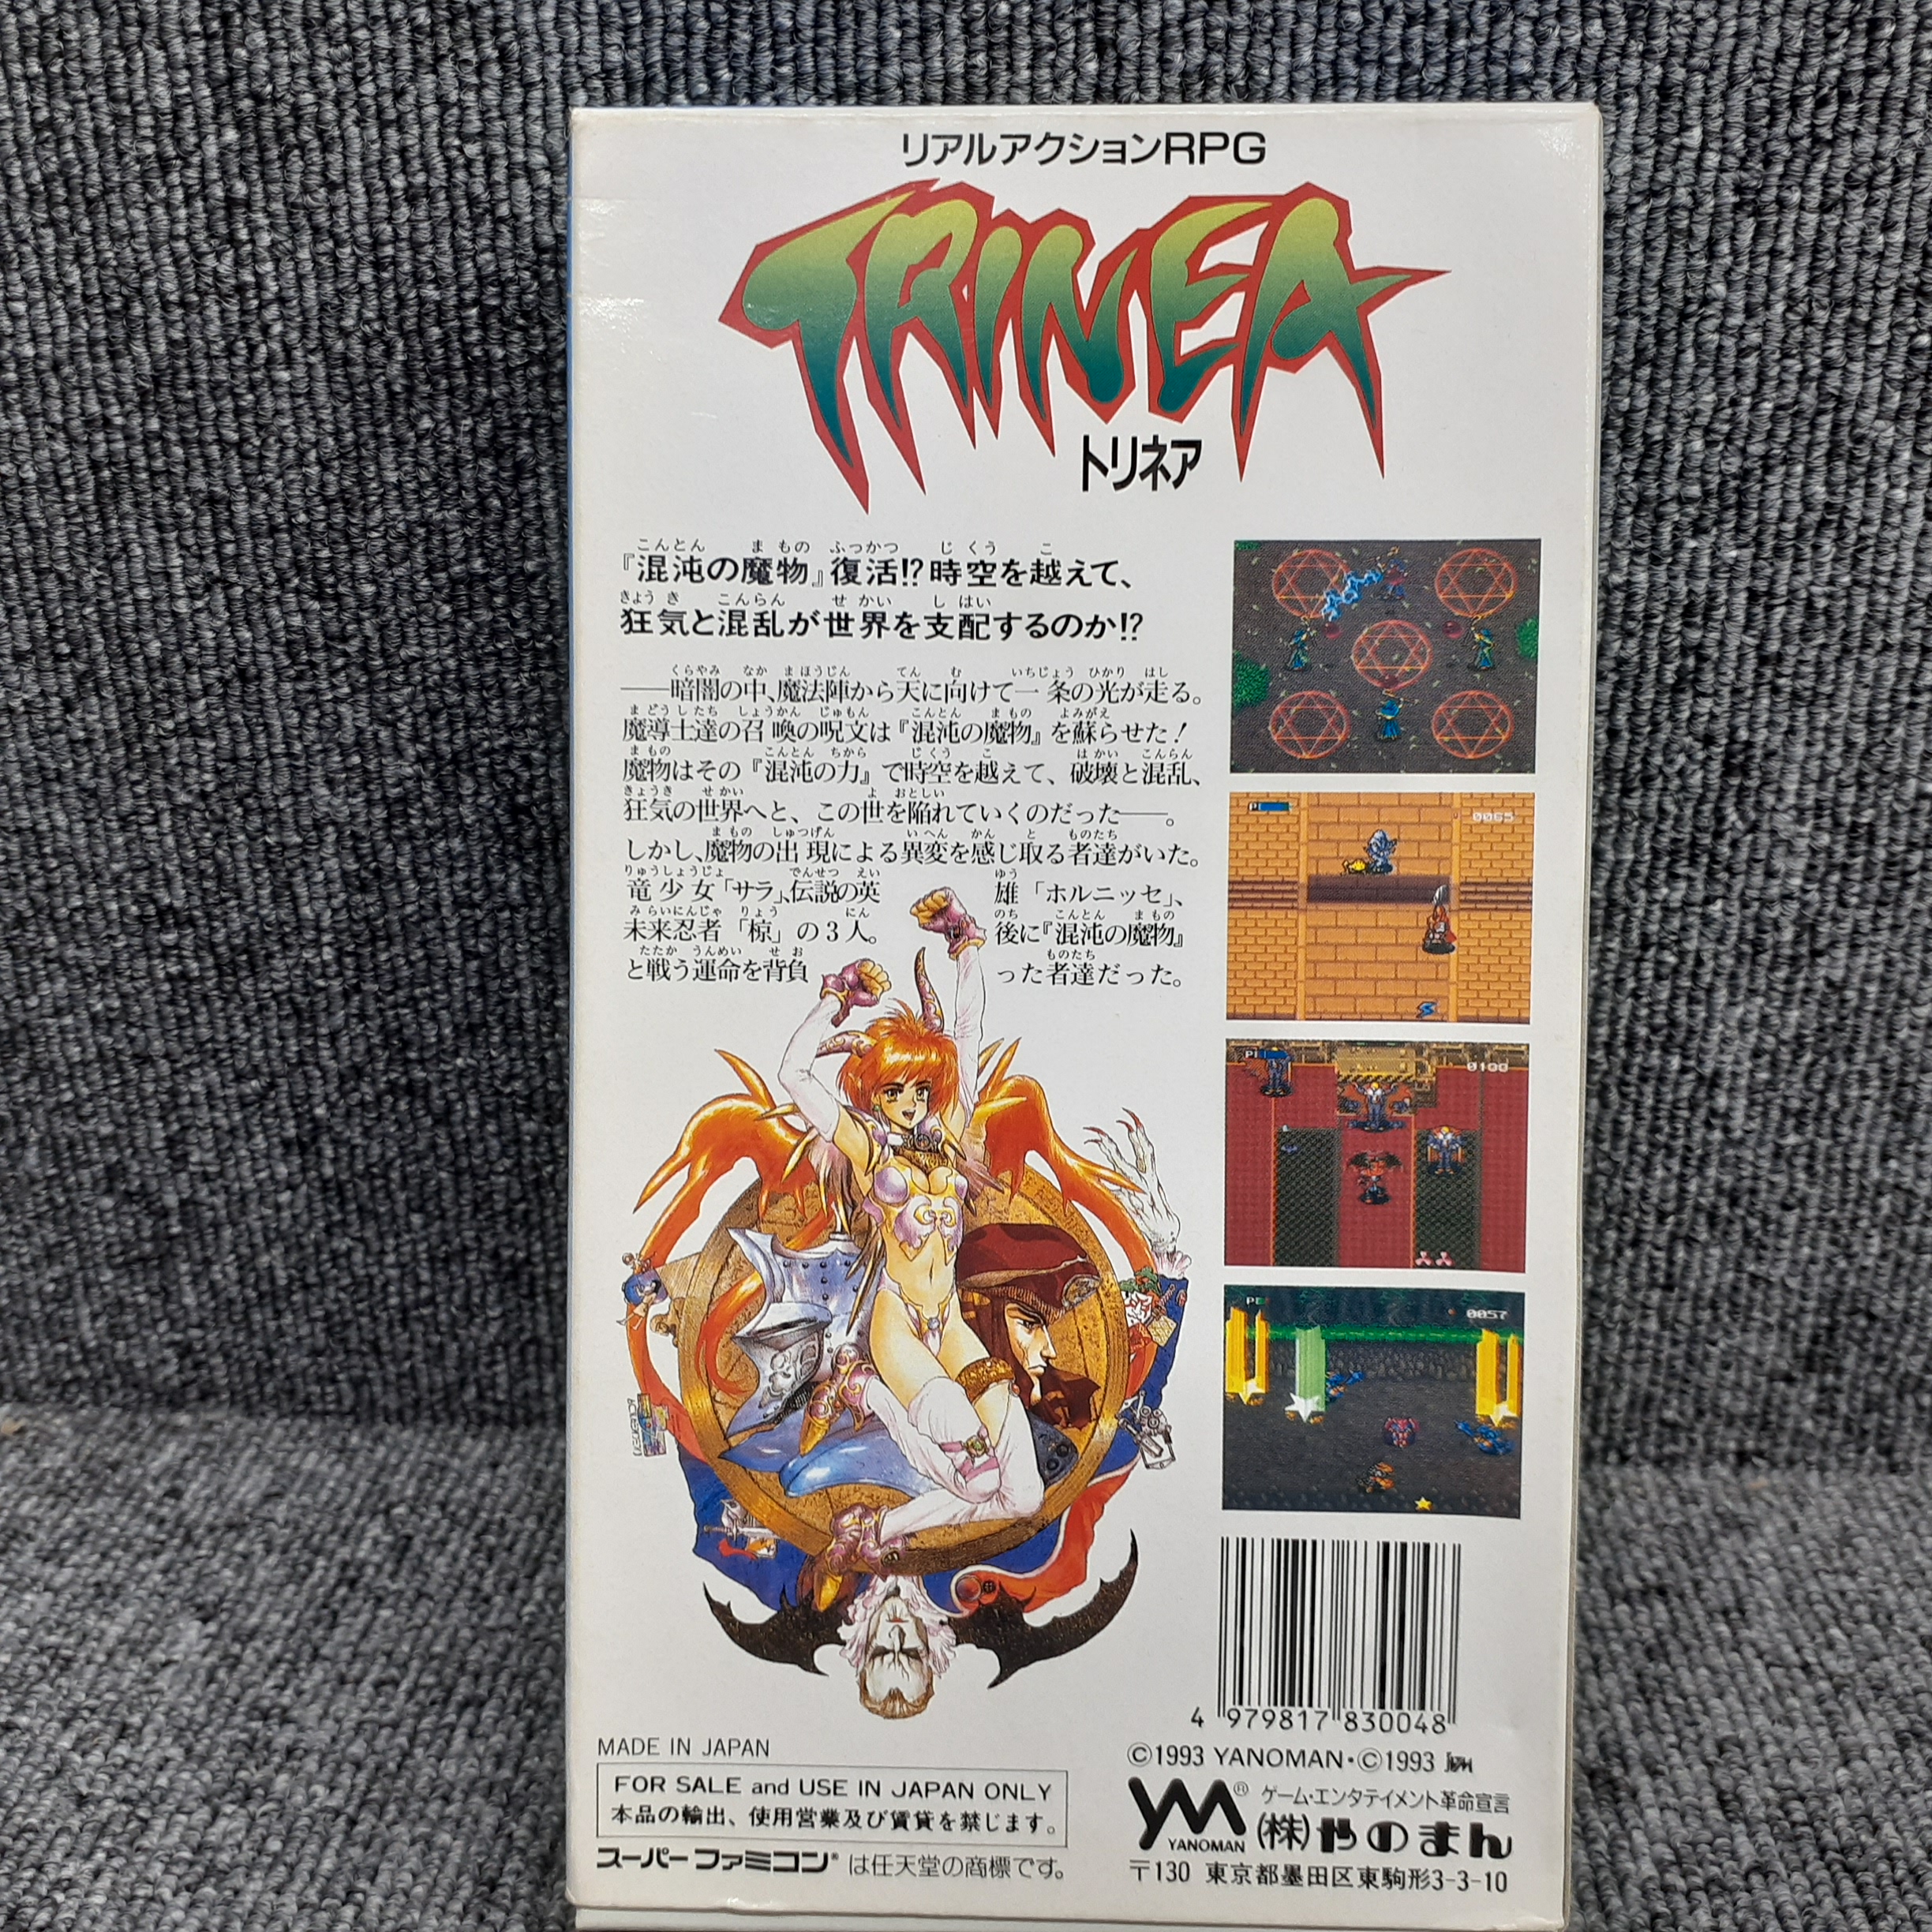 リアルアクションRPG
TRINEA
トリネア
『混沌の魔物』復活!?時空を越えて、
狂気と混乱が世界を支配するのか!?
――暗闇の中、魔法陣から天に向けて一条の光が走る。
魔導士達の召喚の呪文は『混沌の魔物』を蘇らせた！
魔物はその『混沌の力』で時空を越えて、破壊と混乱、
狂気の世界へと、この世を陥れていくのだった――。
しかし、魔物の出現による異変を感じ取る者達がいた。
竜少女「サラ」、伝説の英雄「ホルニッセ」、
未来忍者「椋」の3人。後に『混沌の魔物』
と戦う運命を背負った者達だった。
P1 0065
P1 0100
P1 0057
4 979817 830048
MADE IN JAPAN
FOR SALE and USE IN JAPAN ONLY
本品の輸出、使用営業及び賃貸を禁じます。
スーパーファミコン®は任天堂の商標です。
©1993 YANOMAN・©1993
YM® YANOMAN
ゲーム・エンタテイメント革命宣言
(株)やのまん
〒130 東京都墨田区東駒形3-3-10